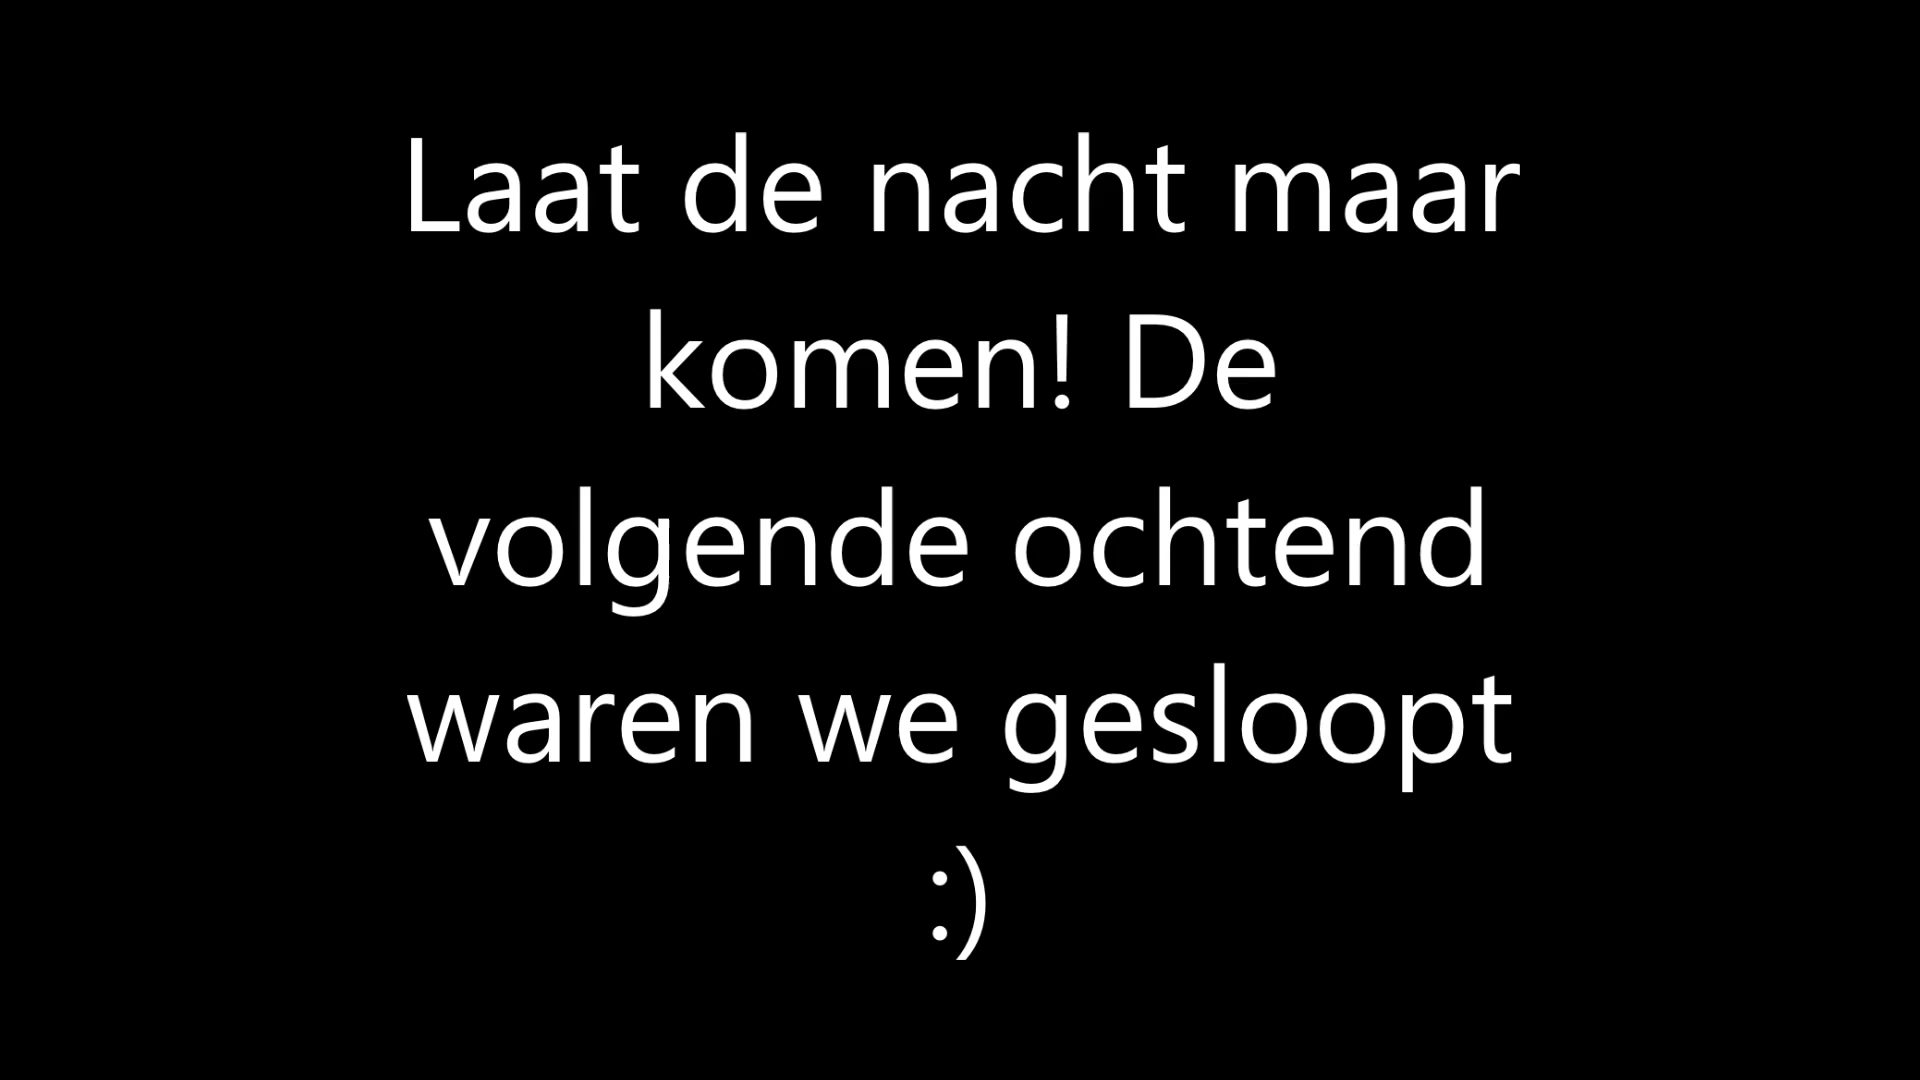 Laat de nacht maar
komen! De
volgende ochtend
waren we gesloopt
:)